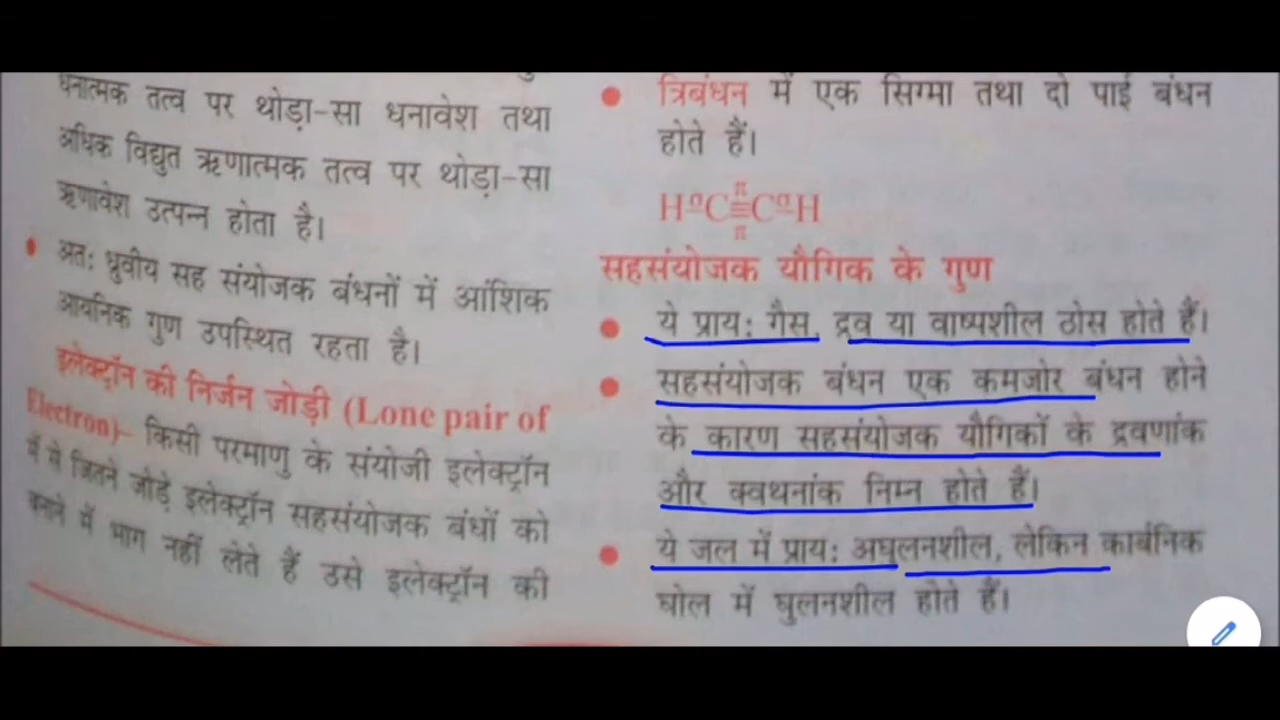 धनात्मक तत्व पर थोड़ा-सा धनावेश तथा
अधिक विद्युत ऋणात्मक तत्व पर थोड़ा-सा
ऋणावेश उत्पन्न होता है।
अतः ध्रुवीय सह संयोजक बंधनों में आंशिक
आयनिक गुण उपस्थित रहता है।
इलेक्ट्रॉन की निर्जन जोड़ी (Lone pair of
Electron)– किसी परमाणु के संयोजी इलेक्ट्रॉन
में से जितने जोड़े इलेक्ट्रॉन सहसंयोजक बंधों को
बनाने में भाग नहीं लेते हैं उसे इलेक्ट्रॉन की
त्रिबंधन में एक सिग्मा तथा दो पाई बंधन
होते हैं।
π
H-σC≡Cσ-H
π
सहसंयोजक यौगिक के गुण
ये प्रायः गैस, द्रव या वाष्पशील ठोस होते हैं।
सहसंयोजक बंधन एक कमजोर बंधन होने
के कारण सहसंयोजक यौगिकों के द्रवणांक
और क्वथनांक निम्न होते हैं।
ये जल में प्रायः अघुलनशील, लेकिन कार्बनिक
घोल में घुलनशील होते हैं।